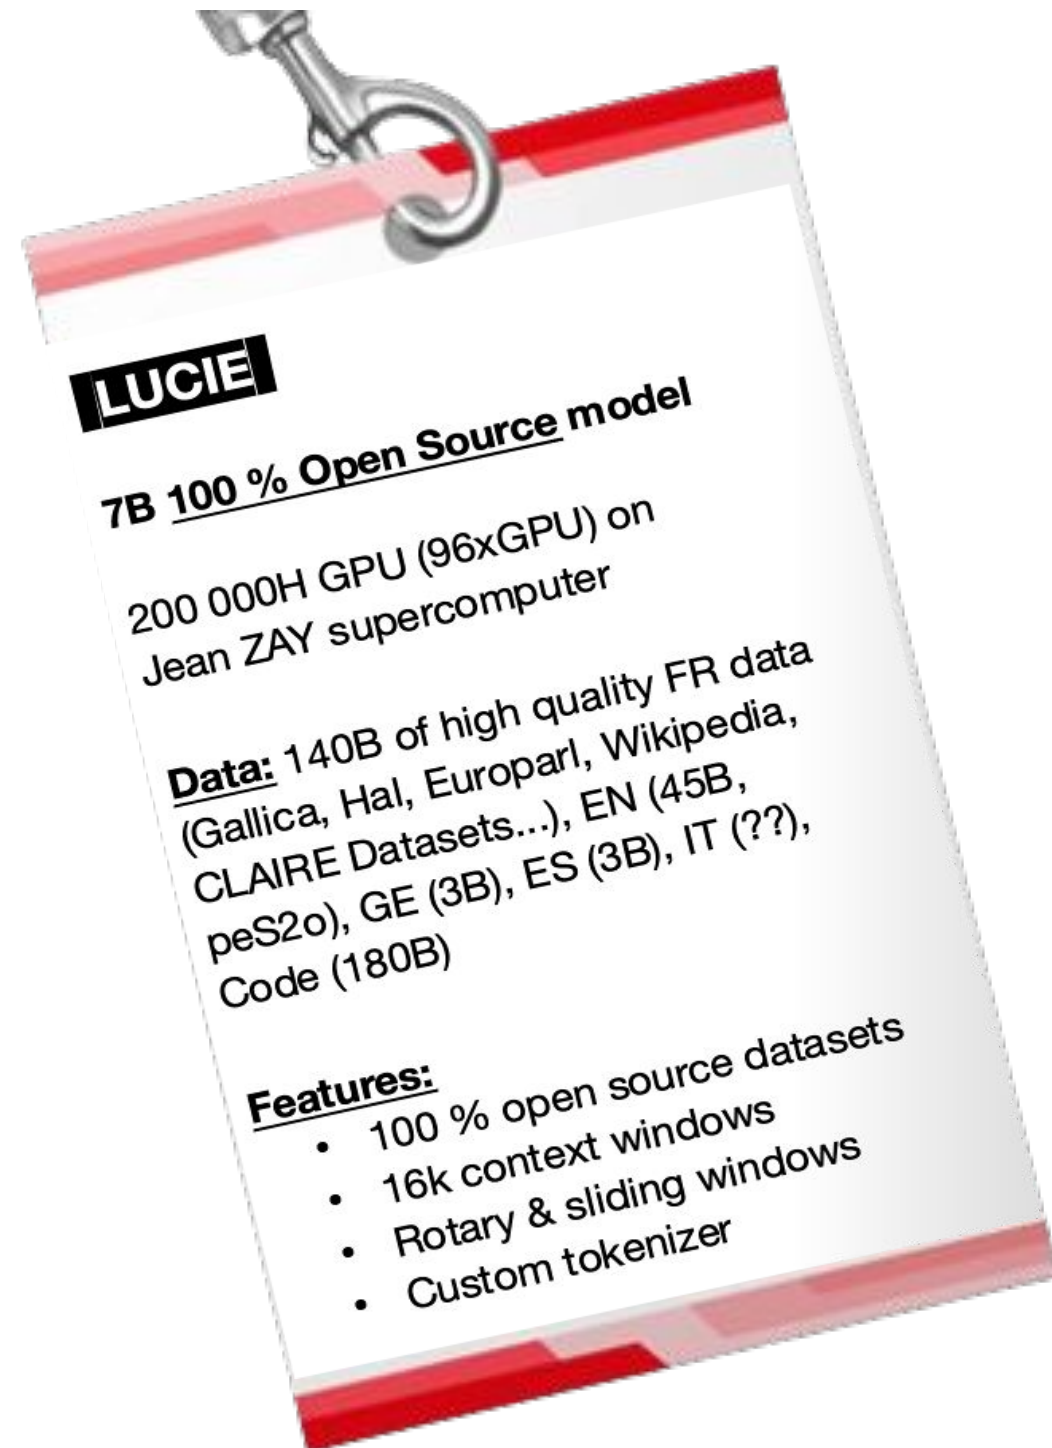 LUCIE
7B 100 % Open Source model
200 000H GPU (96xGPU) on
Jean ZAY supercomputer
Data: 140B of high quality FR data
(Gallica, Hal, Europarl, Wikipedia,
CLAIRE Datasets...), EN (45B,
peS2o), GE (3B), ES (3B), IT (??),
Code (180B)
Features:
• 100 % open source datasets
• 16k context windows
• Rotary & sliding windows
• Custom tokenizer